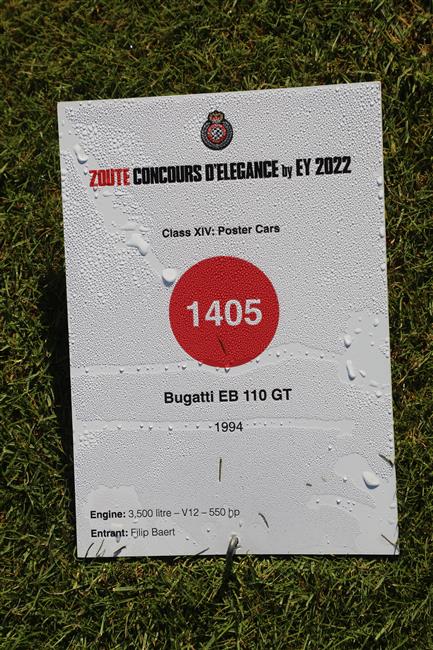 ZOUTE CONCOURS D'ELEGANCE by EY 2022
Class XIV: Poster Cars
1405
Bugatti EB 110 GT
1994
Engine: 3,500 litre – V12 – 550 bp
Entrant: Filip Baert